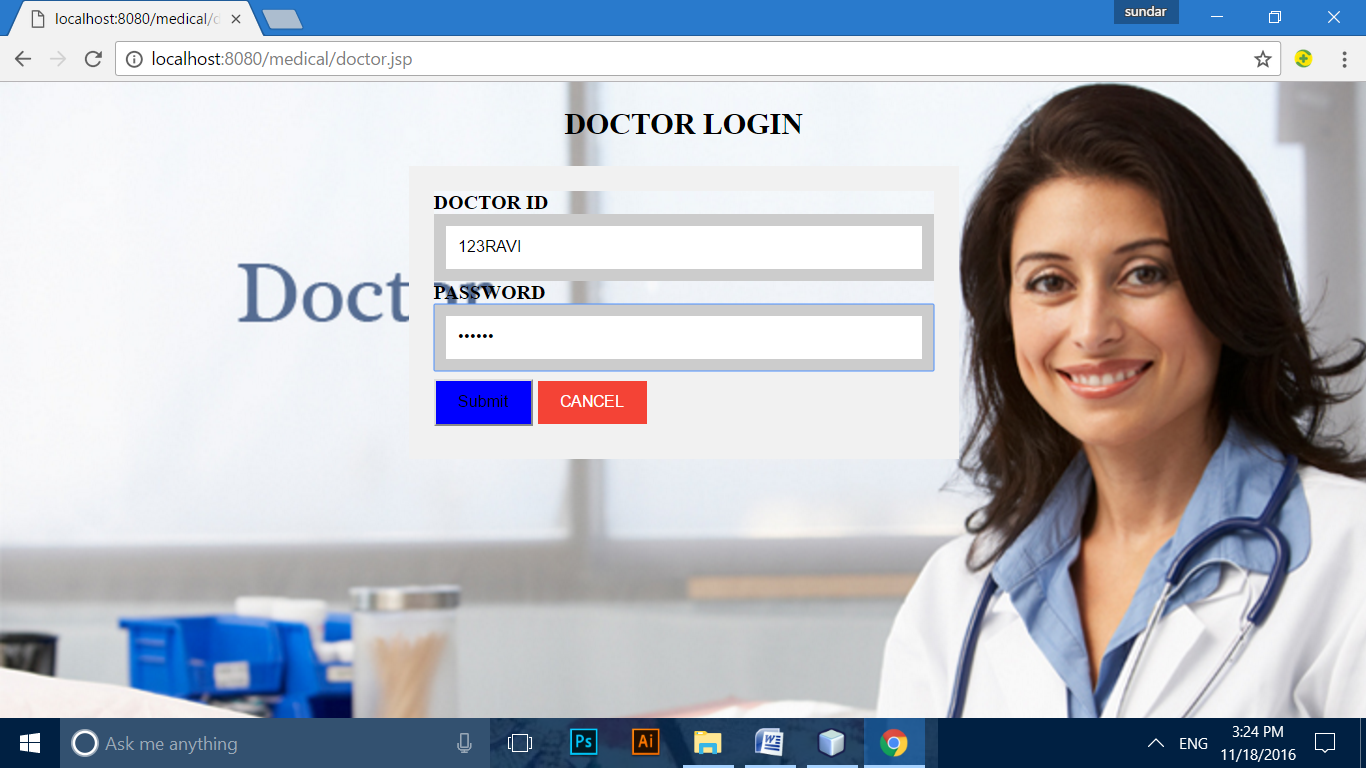 localhost:8080/medical/d
sundar
localhost:8080/medical/doctor.jsp
DOCTOR LOGIN
DOCTOR ID
123RAVI
Doctor
PASSWORD
••••••
Submit CANCEL
Ask me anything
Ps
Ai
W
ENG
3:24 PM
11/18/2016